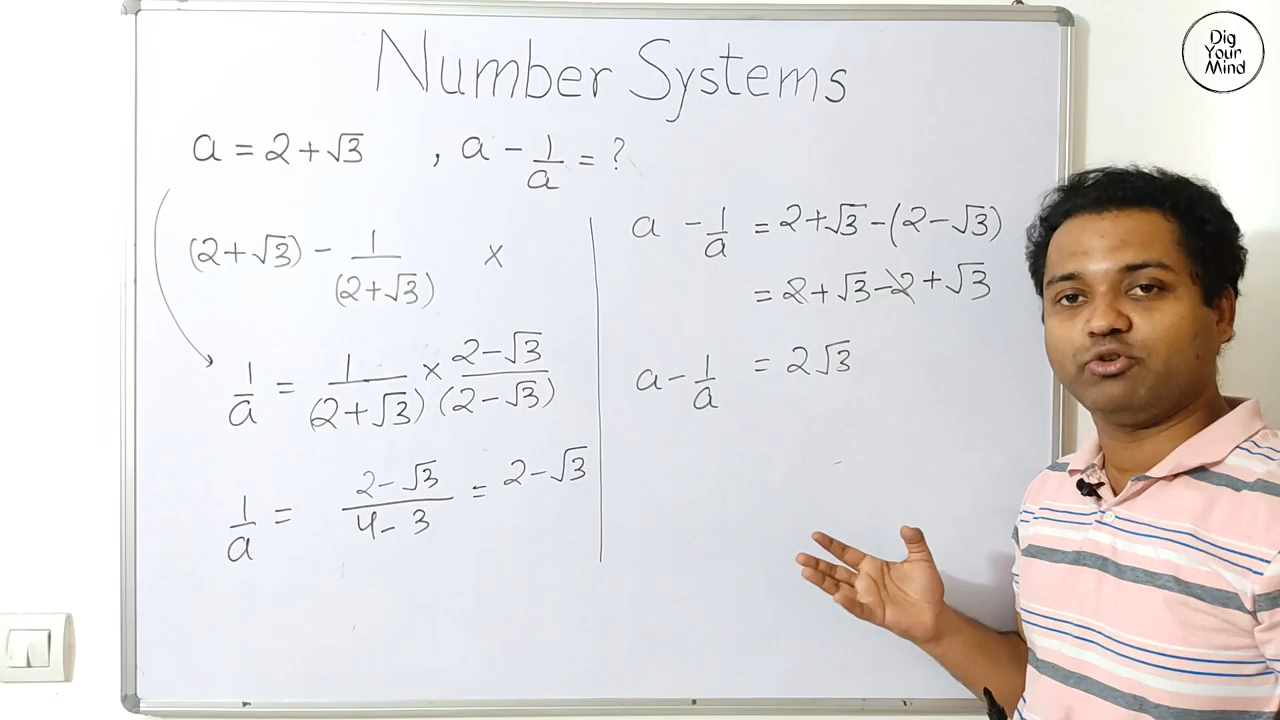 Number Systems
Dig
Your
Mind
a = 2 + √3 , a - 1/a = ?
(2 + √3) - 1/(2 + √3) ×
1/a = 1/(2 + √3) × (2 - √3)/(2 - √3)
1/a = (2 - √3)/(4 - 3) = 2 - √3
a - 1/a = 2 + √3 - (2 - √3)
= 2 + √3 - 2 + √3
a - 1/a = 2√3